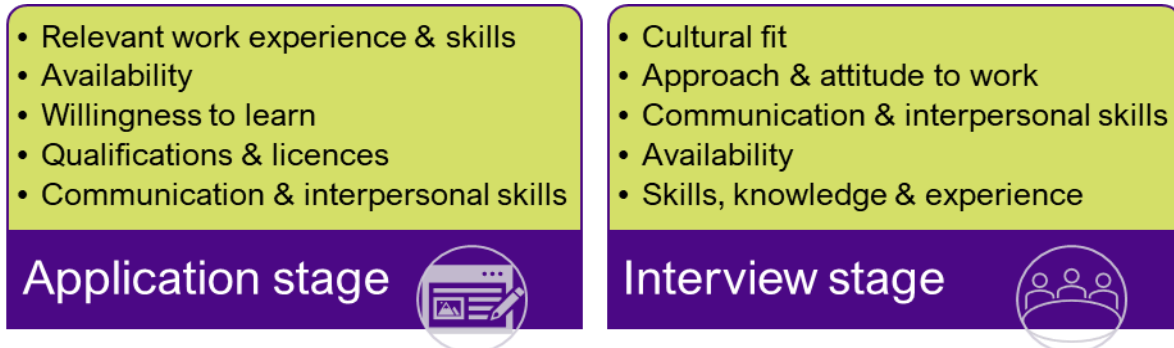 • Relevant work experience & skills
• Availability
• Willingness to learn
• Qualifications & licences
• Communication & interpersonal skills
Application stage
• Cultural fit
• Approach & attitude to work
• Communication & interpersonal skills
• Availability
• Skills, knowledge & experience
Interview stage